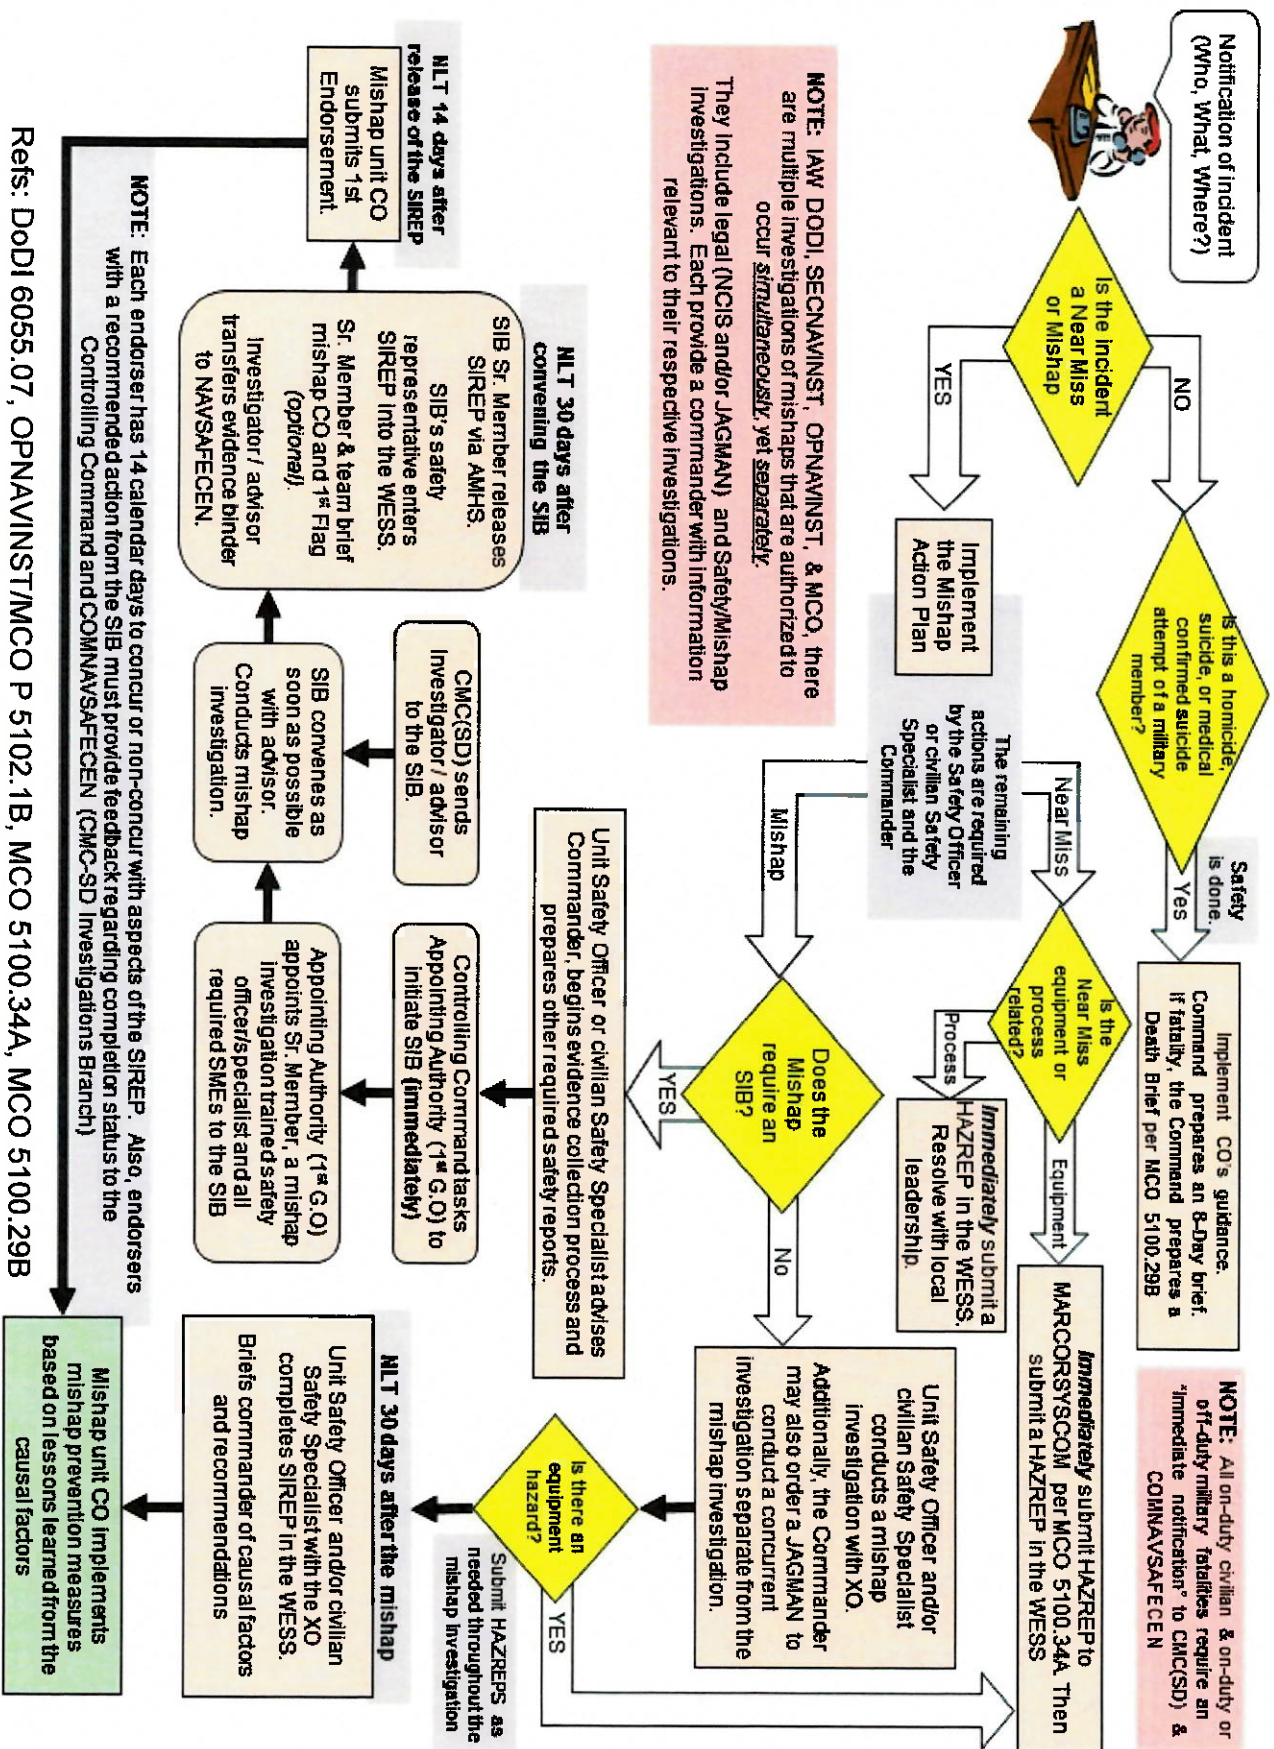 Notification of incident
(Who, What, Where?)
Is the incident
a Near Miss
or Mishap
NO
YES
Is this a homicide,
suicide, or medical
confirmed suicide
attempt of a military
member?
Safety
is done.
Yes
Implement CO's guidance.
Command prepares an 8-Day brief.
If fatality, the Command prepares a
Death Brief per MCO 5100.29B
NOTE: All on-duty civilian & on-duty or
off-duty military fatalities require an
"Immediate notification" to CMC(SD) &
COMNAVSAFECEN
Implement
the Mishap
Action Plan
The remaining
actions are required
by the Safety Officer
or civilian Safety
Specialist and the
Commander
Near Miss
Mishap
Is the
Near Miss
equipment or
process
related?
Equipment
Process
Immediately submit HAZREP to
MARCORSYSCOM per MCO 5100.34A Then
submit a HAZREP in the WESS
Immediately submit a
HAZREP in the WESS.
Resolve with local
leadership.
NOTE: IAW DODI, SECNAVINST, OPNAVINST, & MCO, there
are multiple investigations of mishaps that are authorized to
occur simultaneously, yet separately.
They include legal (NCIS and/or JAGMAN) and Safety/Mishap
investigations. Each provide a commander with information
relevant to their respective investigations.
Does the
Mishap
require an
SIB?
YES
No
Unit Safety Officer and/or
civilian Safety Specialist
conducts a mishap
investigation with XO.
Additionally, the Commander
may also order a JAGMAN to
conduct a concurrent
investigation separate from the
mishap investigation.
Unit Safety Officer or civilian Safety Specialist advises
Commander, begins evidence collection process and
prepares other required safety reports.
Is there an
equipment
hazard?
YES
Submit HAZREPS as
needed throughout the
mishap investigation
CMC(SD) sends
Investigator / advisor
to the SIB.
Controlling Command tasks
Appointing Authority (1st G.O) to
initiate SIB (immediately)
NLT 30 days after
convening the SIB
SIB Sr. Member releases
SIREP via AMHS.
SIB's safety
representative enters
SIREP into the WESS.
Sr. Member & team brief
mishap CO and 1st Flag
(optional).
Investigator / advisor
transfers evidence binder
to NAVSAFECEN.
SIB convenes as
soon as possible
with advisor.
Conducts mishap
investigation.
Appointing Authority (1st G.O)
appoints Sr. Member, a mishap
investigation trained safety
officer/specialist and all
required SMEs to the SIB
NLT 30 days after the mishap
Unit Safety Officer and/or civilian
Safety Specialist with the XO
completes SIREP in the WESS.
Briefs commander of causal factors
and recommendations
NLT 14 days after
release of the SIREP
Mishap unit CO
submits 1st
Endorsement.
NOTE: Each endorser has 14 calendar days to concur or non-concur with aspects of the SIREP. Also, endorsers
with a recommended action from the SIB must provide feedback regarding completion status to the
Controlling Command and COMNAVSAFECEN (CMC-SD Investigations Branch)
Mishap unit CO implements
mishap prevention measures
based on lessons learned from the
causal factors
Refs: DoDI 6055.07, OPNAVINST/MCO P 5102.1B, MCO 5100.34A, MCO 5100.29B